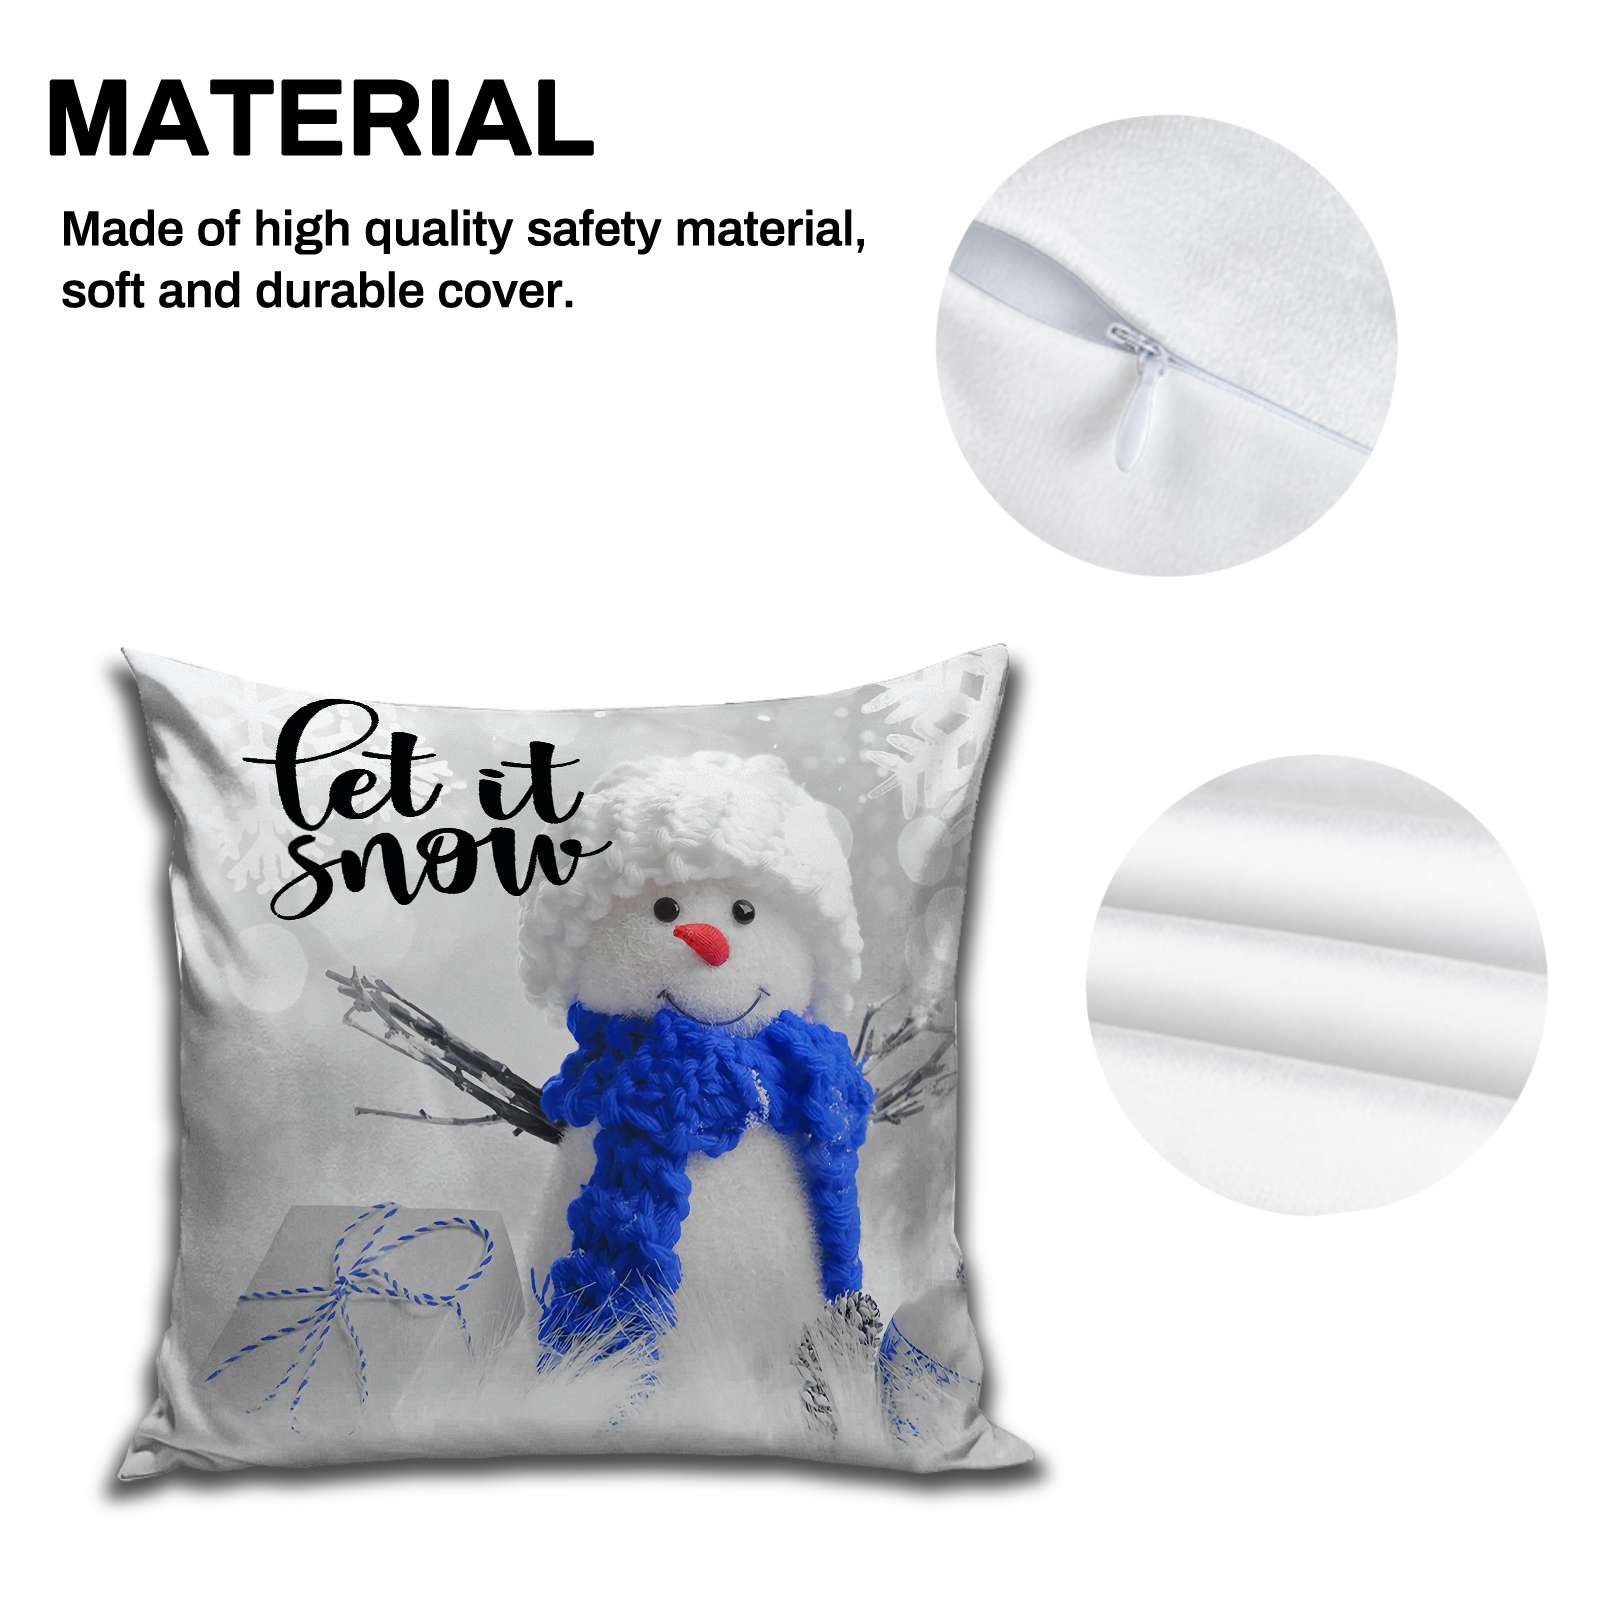 MATERIAL
Made of high quality safety material,
soft and durable cover.
let it
snow